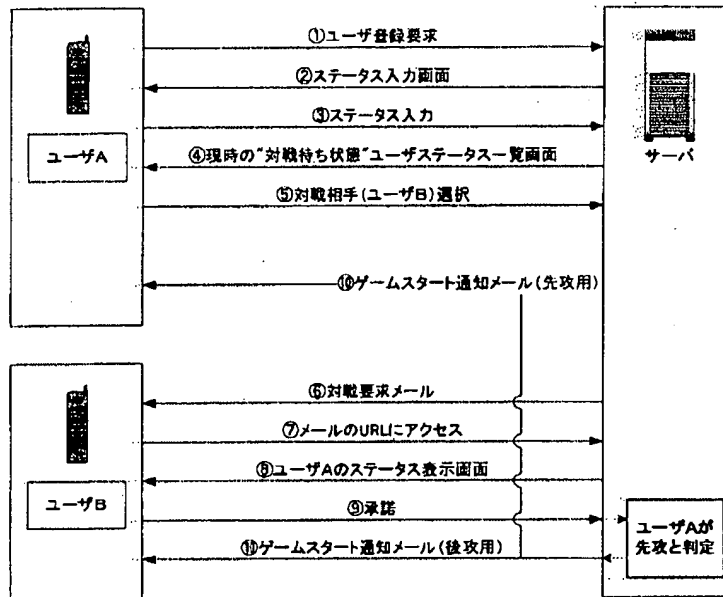 ①ユーザ登録要求
②ステータス入力画面
③ステータス入力
ユーザA
サーバ
④現時の"対戦待ち状態"ユーザステータス一覧画面
⑤対戦相手(ユーザB)選択
⑩ゲームスタート通知メール(先攻用)
⑥対戦要求メール
⑦メールのURLにアクセス
⑧ユーザAのステータス表示画面
ユーザB
⑨承諾
ユーザAが
先攻と判定
⑪ゲームスタート通知メール(後攻用)